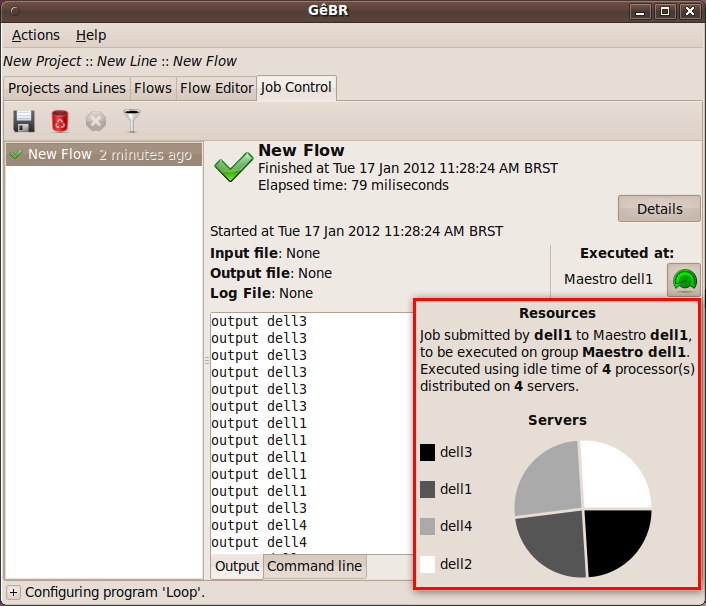 GêBR
Actions Help
New Project :: New Line :: New Flow
Projects and Lines Flows Flow Editor Job Control
New Flow 2 minutes ago
New Flow
Finished at Tue 17 Jan 2012 11:28:24 AM BRST
Elapsed time: 79 miliseconds
Details
Started at Tue 17 Jan 2012 11:28:24 AM BRST
Input file: None
Output file: None
Log File: None
Executed at:
Maestro dell1
output dell3
output dell3
output dell3
output dell3
output dell3
output dell3
output dell1
output dell1
output dell1
output dell1
output dell1
output dell3
output dell4
output dell4
Resources
Job submitted by dell1 to Maestro dell1,
to be executed on group Maestro dell1.
Executed using idle time of 4 processor(s)
distributed on 4 servers.
Servers
dell3
dell1
dell4
dell2
Output Command line
Configuring program 'Loop'.